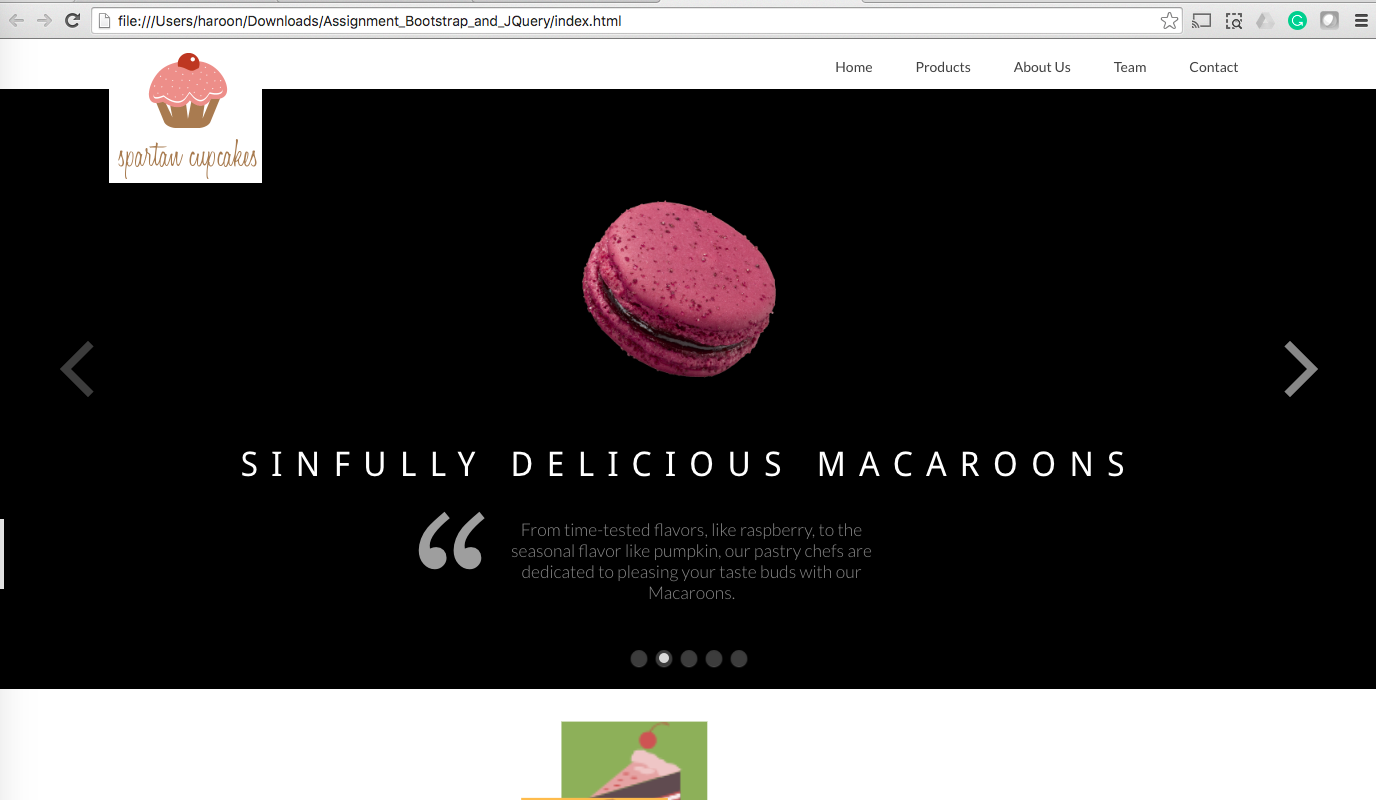 file:///Users/haroon/Downloads/Assignment_Bootstrap_and_JQuery/index.html
Home Products About Us Team Contact
spartan cupcakes
SINFULLY DELICIOUS MACAROONS
“
From time-tested flavors, like raspberry, to the
seasonal flavor like pumpkin, our pastry chefs are
dedicated to pleasing your taste buds with our
Macaroons.